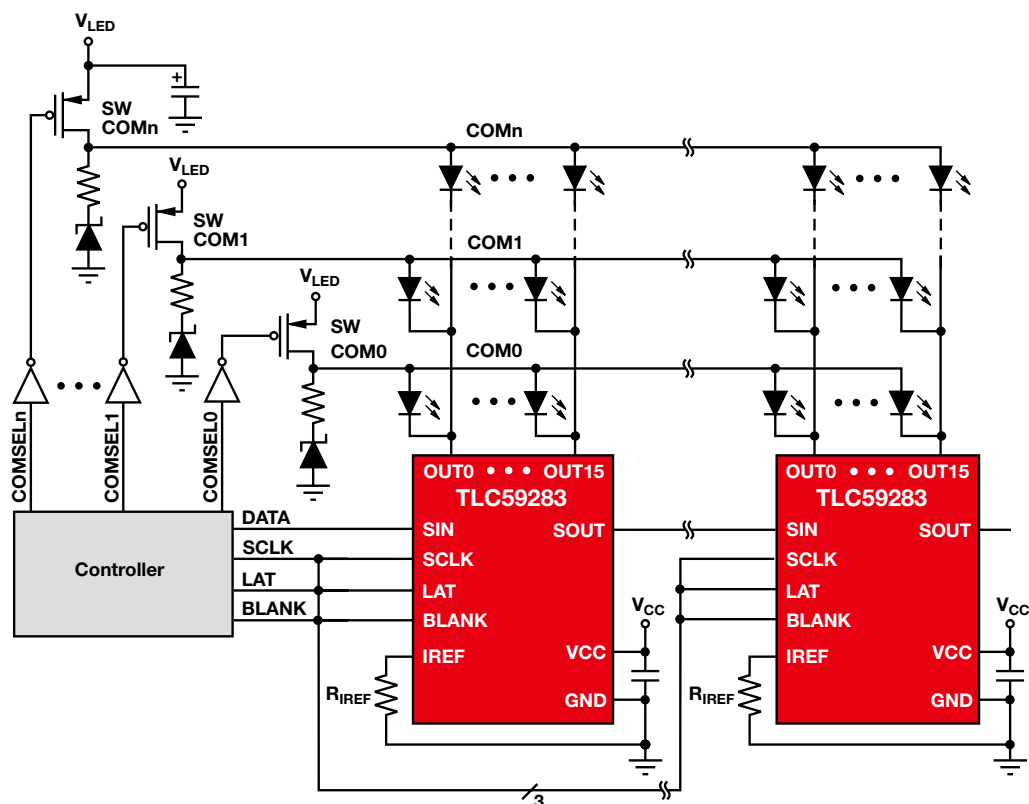 VLED
+
SW
COMn
COMn
VLED
SW
COM1
COM1
VLED
SW
COM0
COM0
COMSELn
COMSEL1
COMSEL0
OUT0 • • • OUT15
TLC59283
OUT0 • • • OUT15
TLC59283
Controller
DATA
SCLK
LAT
BLANK
SIN
SCLK
LAT
BLANK
IREF
SOUT
VCC
GND
VCC
RIREF
SIN
SCLK
LAT
BLANK
IREF
SOUT
VCC
GND
VCC
RIREF
3